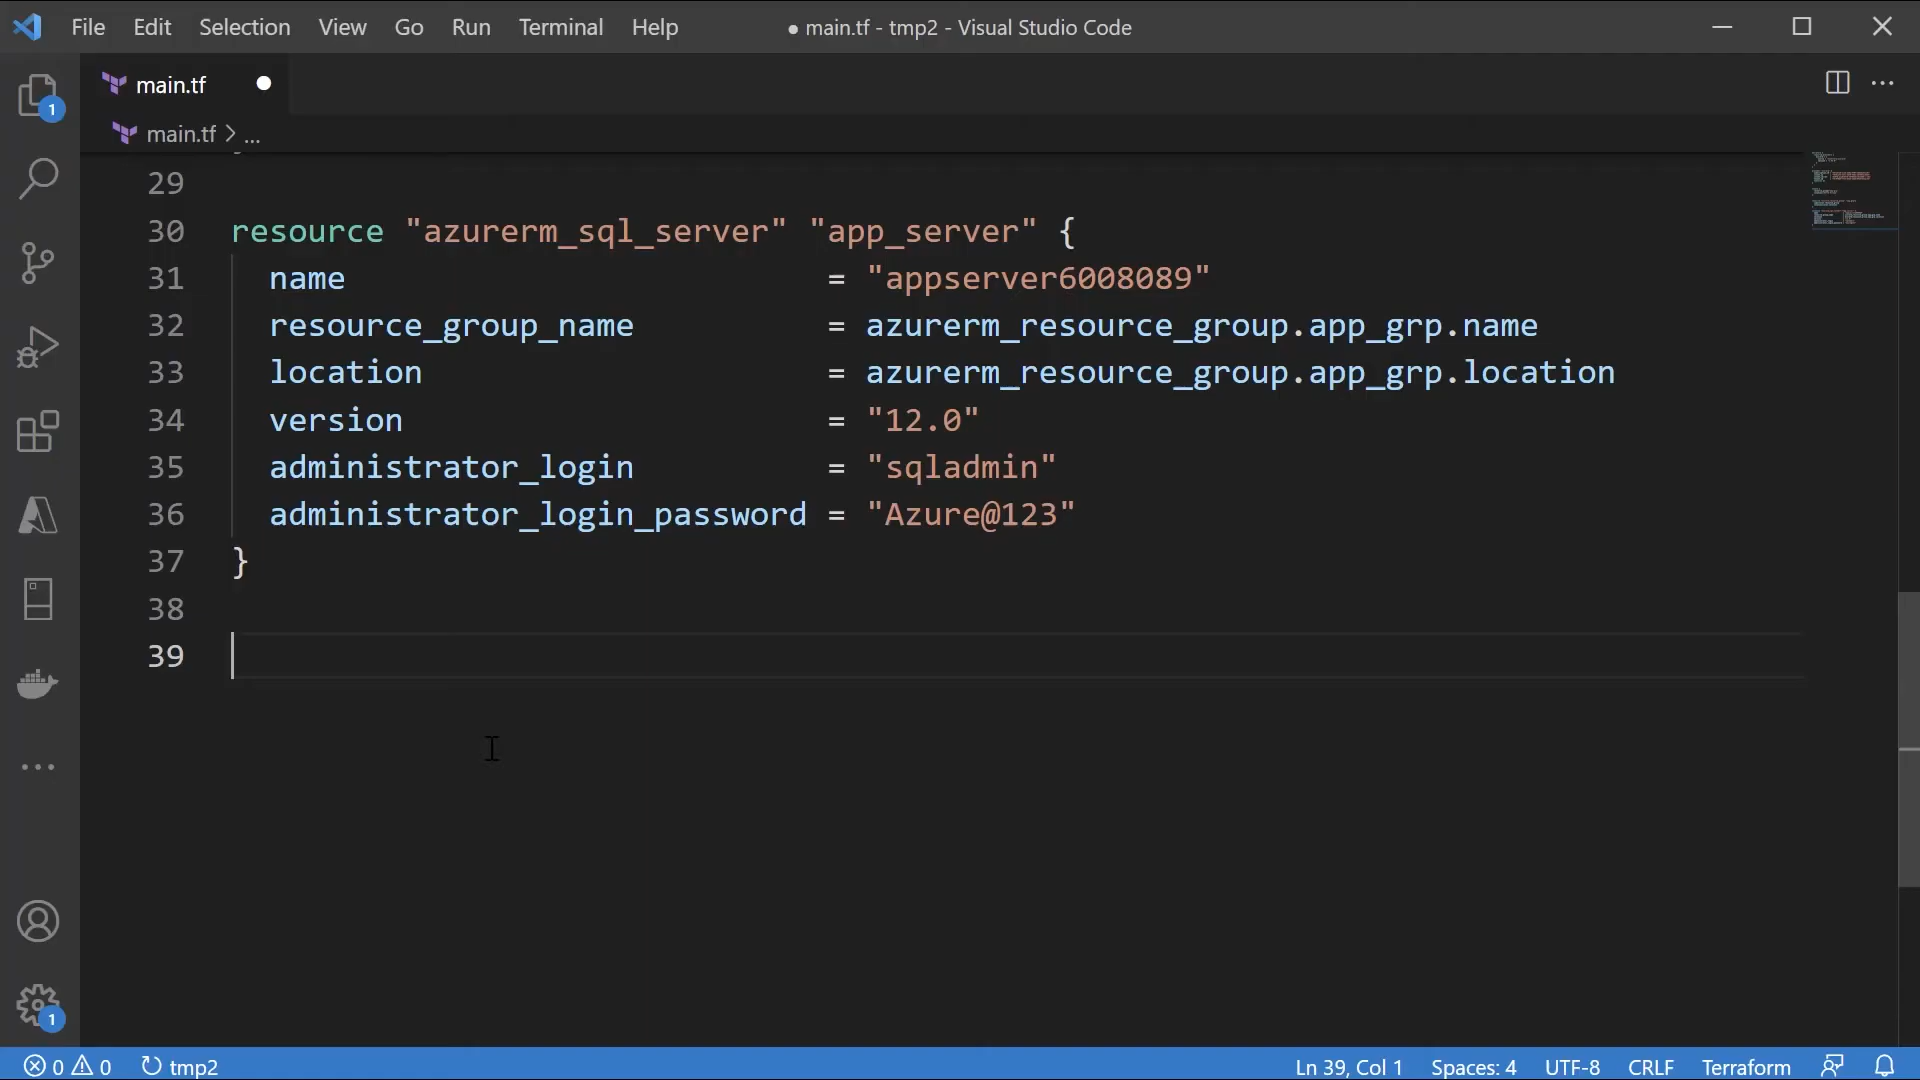 File Edit Selection View Go Run Terminal Help ● main.tf - tmp2 - Visual Studio Code
main.tf
main.tf > ...
29
30 resource "azurerm_sql_server" "app_server" {
31 name = "appserver6008089"
32 resource_group_name = azurerm_resource_group.app_grp.name
33 location = azurerm_resource_group.app_grp.location
34 version = "12.0"
35 administrator_login = "sqladmin"
36 administrator_login_password = "Azure@123"
37 }
38
39
1
1
0 0 tmp2 Ln 39, Col 1 Spaces: 4 UTF-8 CRLF Terraform